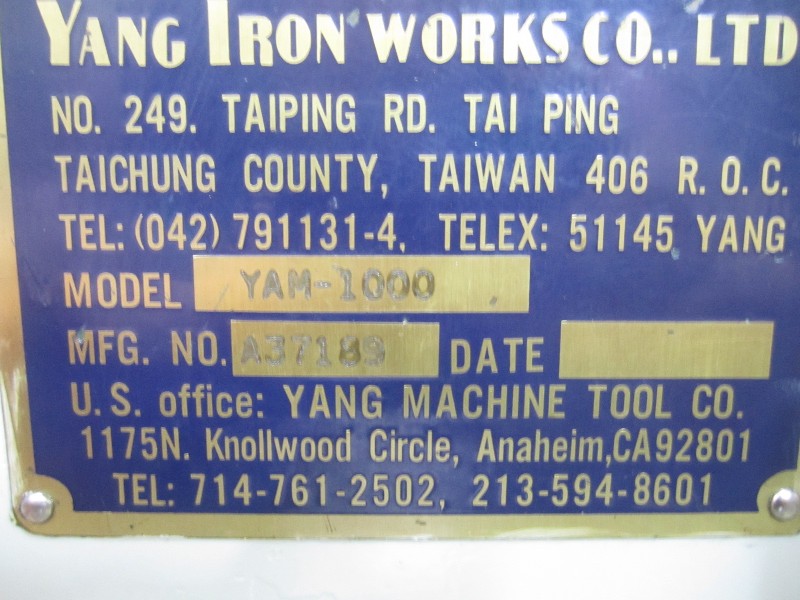 YANG IRON WORKS CO., LTD
NO. 249. TAIPING RD. TAI PING
TAICHUNG COUNTY, TAIWAN 406 R.O.C.
TEL: (042) 791131-4, TELEX: 51145 YANG
MODEL YAM-1000
MFG. NO. A37189 DATE
U.S. office: YANG MACHINE TOOL CO.
1175N. Knollwood Circle, Anaheim,CA92801
TEL: 714-761-2502, 213-594-8601